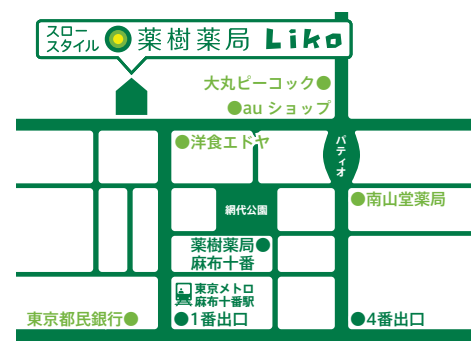 スロー
スタイル
薬樹薬局 Liko
大丸ピーコック●
●au ショップ
●洋食エドヤ
パティオ
●南山堂薬局
網代公園
薬樹薬局●
麻布十番
東京メトロ
麻布十番駅
東京都民銀行●
●1番出口
●4番出口